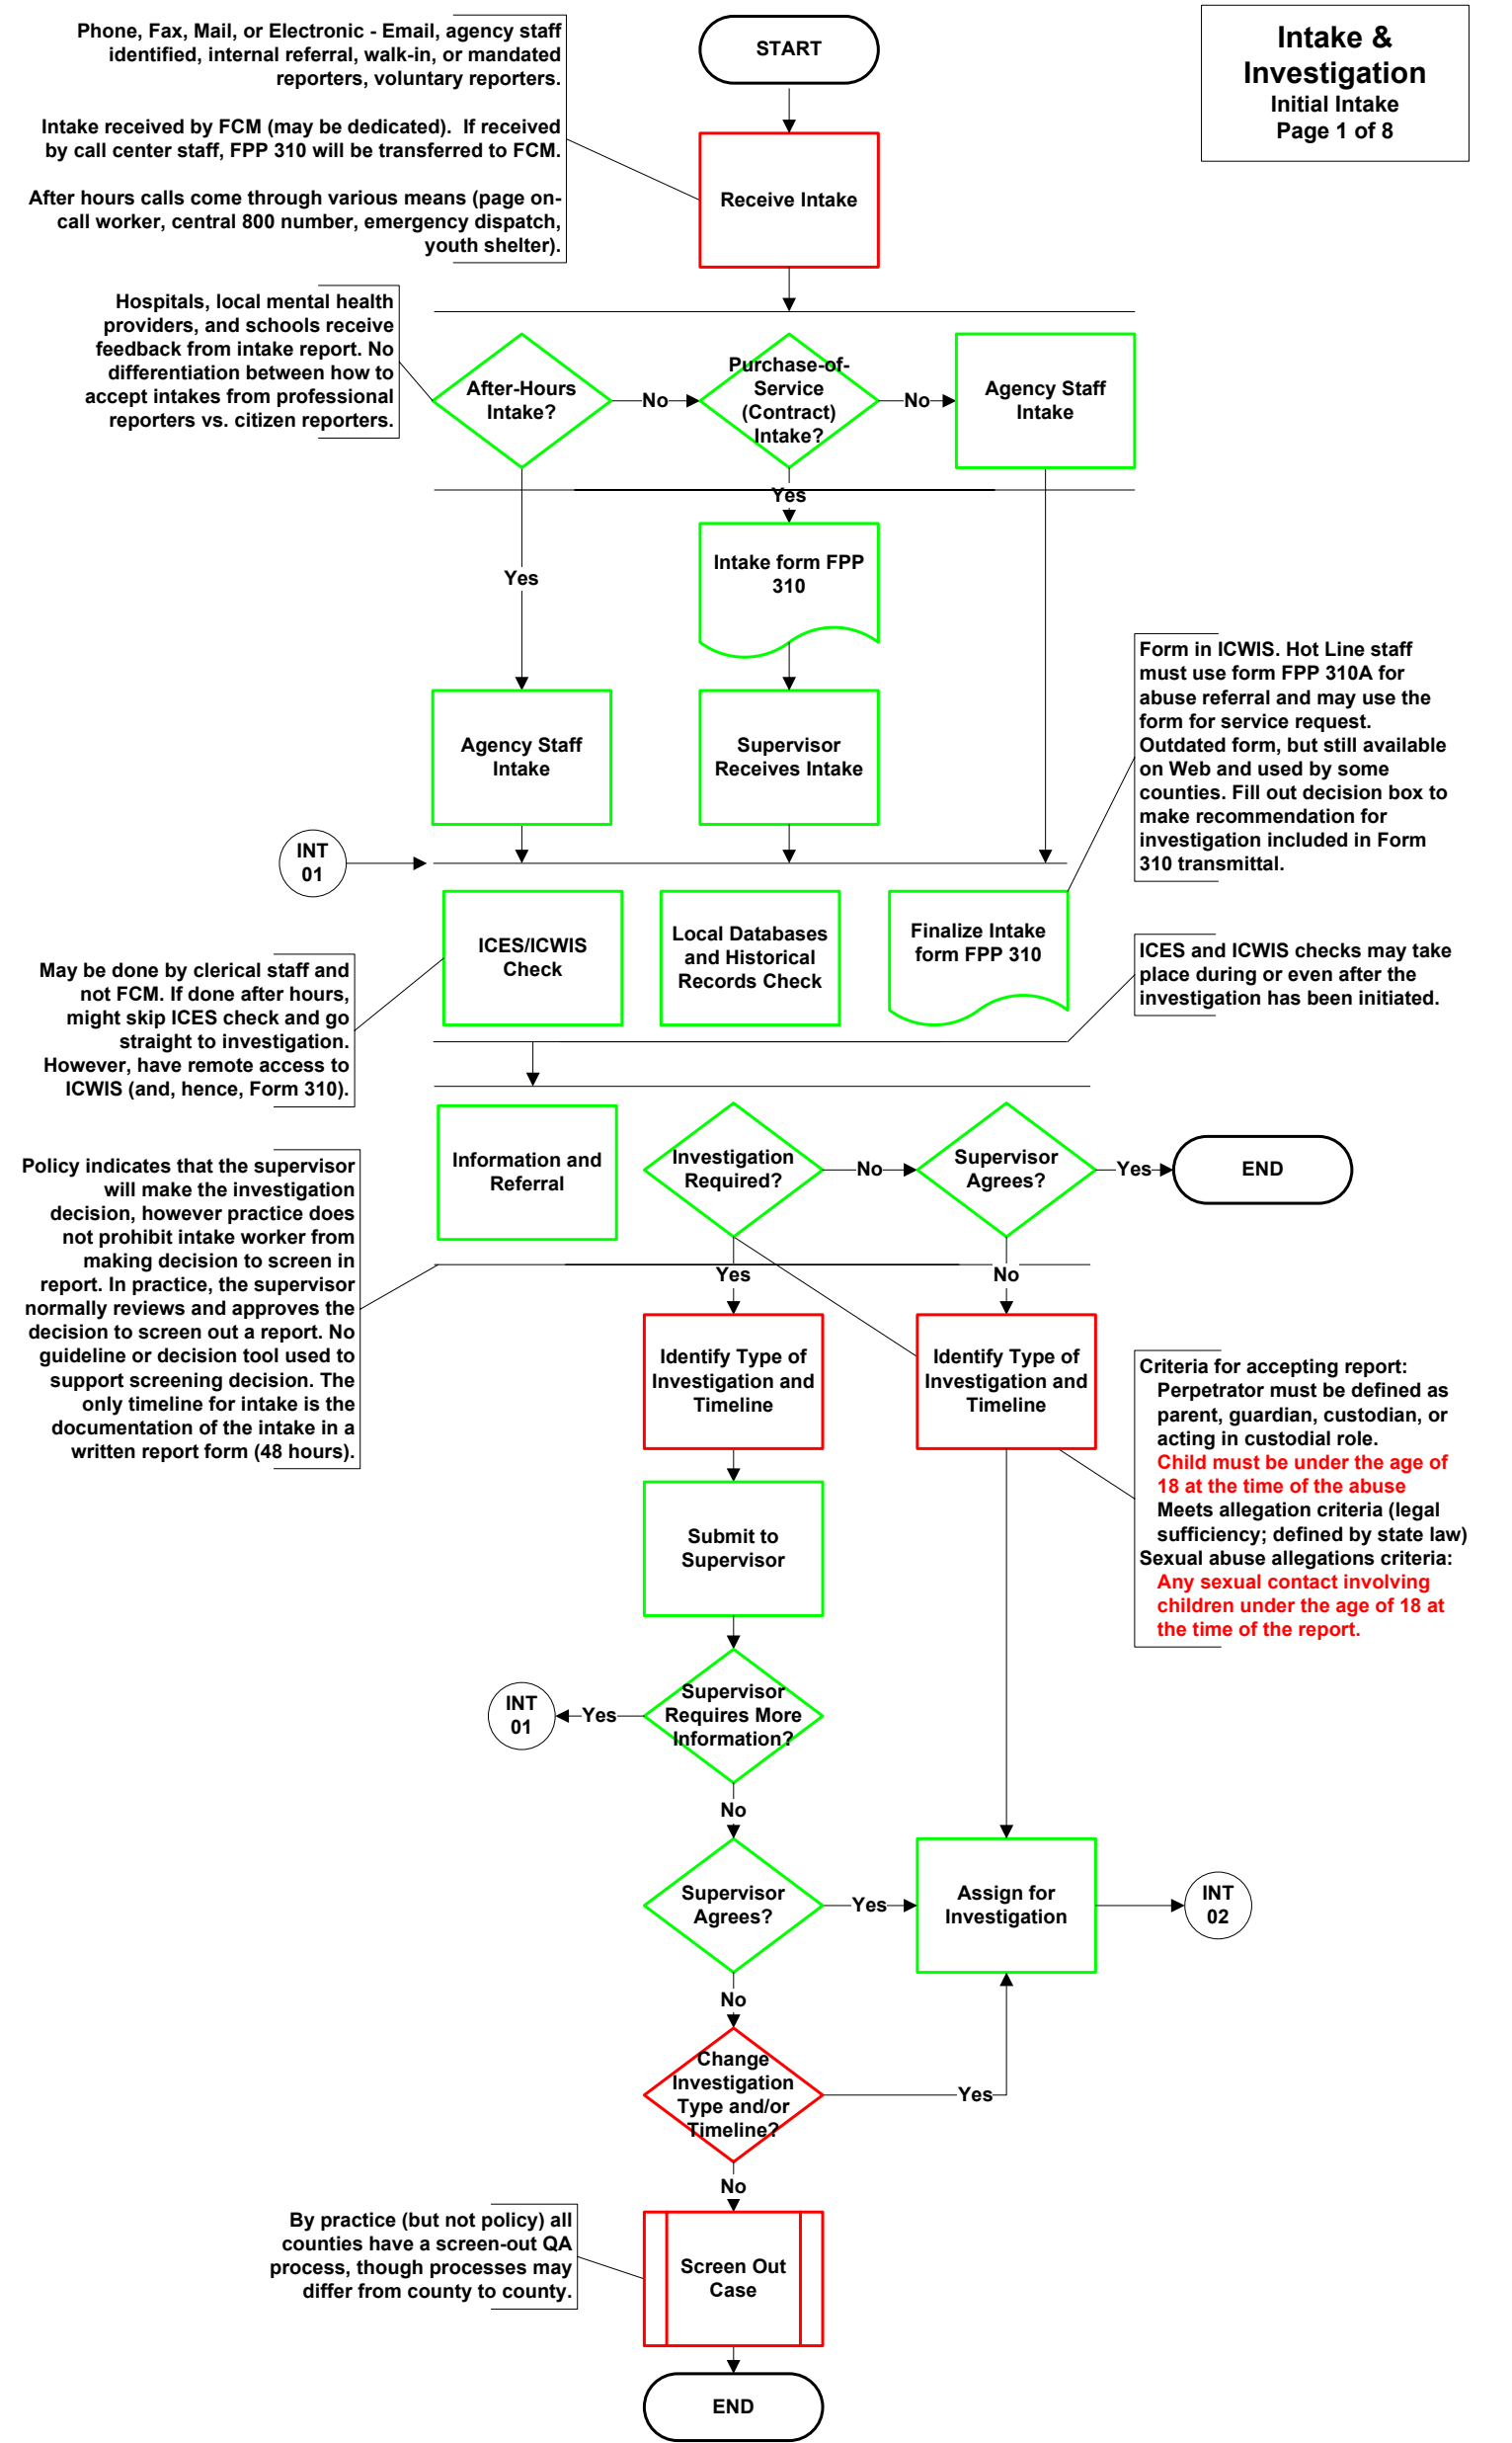 Intake &
Investigation
Initial Intake
Page 1 of 8
START
Phone, Fax, Mail, or Electronic - Email, agency staff
identified, internal referral, walk-in, or mandated
reporters, voluntary reporters.
Intake received by FCM (may be dedicated). If received
by call center staff, FPP 310 will be transferred to FCM.
After hours calls come through various means (page on-
call worker, central 800 number, emergency dispatch,
youth shelter).
Receive Intake
Hospitals, local mental health
providers, and schools receive
feedback from intake report. No
differentiation between how to
accept intakes from professional
reporters vs. citizen reporters.
After-Hours
Intake?
No
Purchase-of-
Service
(Contract)
Intake?
No
Agency Staff
Intake
Yes
Intake form FPP
310
Yes
Agency Staff
Intake
Supervisor
Receives Intake
Form in ICWIS. Hot Line staff
must use form FPP 310A for
abuse referral and may use the
form for service request.
Outdated form, but still available
on Web and used by some
counties. Fill out decision box to
make recommendation for
investigation included in Form
310 transmittal.
INT
01
ICES/ICWIS
Check
Local Databases
and Historical
Records Check
Finalize Intake
form FPP 310
ICES and ICWIS checks may take
place during or even after the
investigation has been initiated.
May be done by clerical staff and
not FCM. If done after hours,
might skip ICES check and go
straight to investigation.
However, have remote access to
ICWIS (and, hence, Form 310).
Information and
Referral
Investigation
Required?
No
Supervisor
Agrees?
Yes
END
Policy indicates that the supervisor
will make the investigation
decision, however practice does
not prohibit intake worker from
making decision to screen in
report. In practice, the supervisor
normally reviews and approves the
decision to screen out a report. No
guideline or decision tool used to
support screening decision. The
only timeline for intake is the
documentation of the intake in a
written report form (48 hours).
Yes
No
Identify Type of
Investigation and
Timeline
Identify Type of
Investigation and
Timeline
Criteria for accepting report:
Perpetrator must be defined as
parent, guardian, custodian, or
acting in custodial role.
Child must be under the age of
18 at the time of the abuse
Meets allegation criteria (legal
sufficiency; defined by state law)
Sexual abuse allegations criteria:
Any sexual contact involving
children under the age of 18 at
the time of the report.
Submit to
Supervisor
INT
01
Yes
Supervisor
Requires More
Information?
No
Supervisor
Agrees?
Yes
Assign for
Investigation
INT
02
No
Change
Investigation
Type and/or
Timeline?
Yes
No
By practice (but not policy) all
counties have a screen-out QA
process, though processes may
differ from county to county.
Screen Out
Case
END